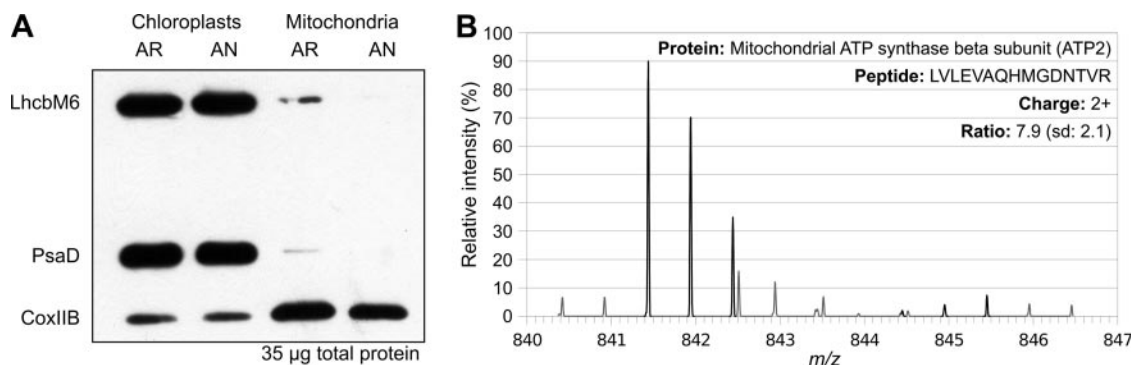 A
Chloroplasts Mitochondria
AR AN AR AN
LhcbM6
PsaD
CoxIIB
35 µg total protein
B
Relative intensity (%)
100
90
80
70
60
50
40
30
20
10
0
Protein: Mitochondrial ATP synthase beta subunit (ATP2)
Peptide: LVLEVAQHMGDNTVR
Charge: 2+
Ratio: 7.9 (sd: 2.1)
840 841 842 843 844 845 846 847
m/z